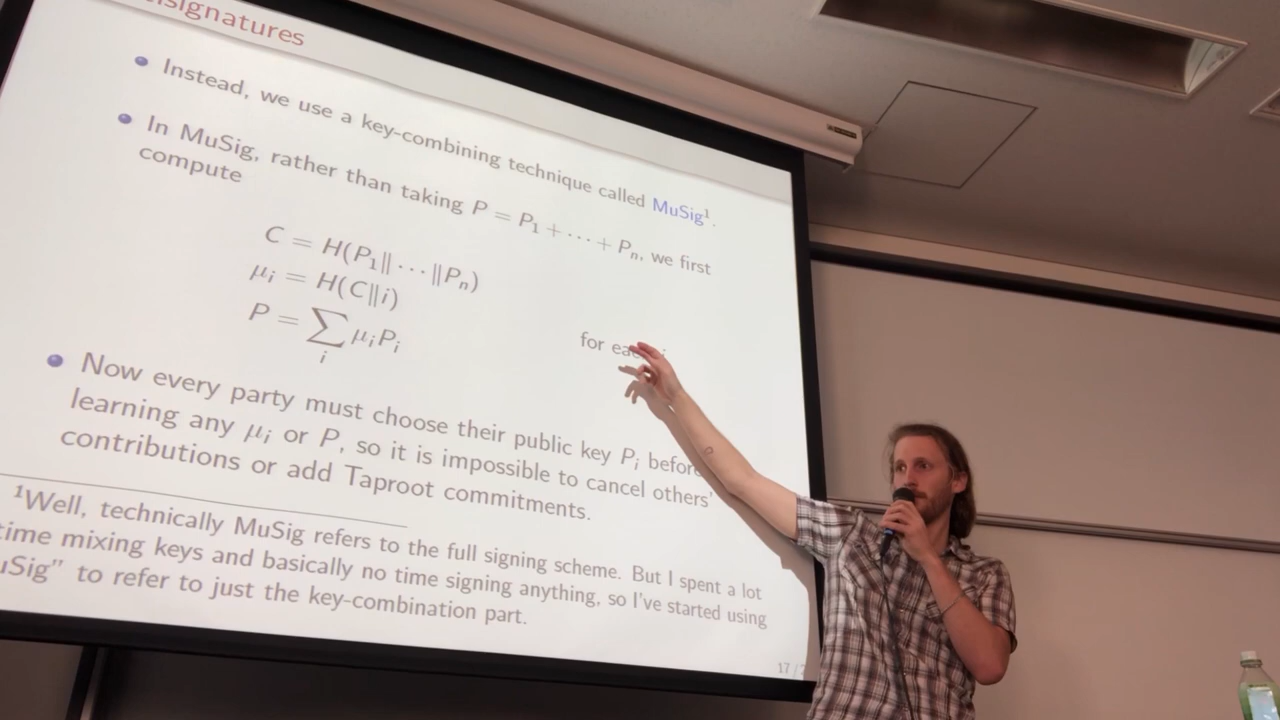 signatures
Instead, we use a key-combining technique called MuSig¹.
In MuSig, rather than taking P = P₁ + ⋯ + Pₙ, we first
compute
C = H(P₁‖ ⋯ ‖Pₙ)
μᵢ = H(C‖i)
for
P = ∑ᵢ μᵢPᵢ
Now every party must choose their public key Pᵢ before
learning any μᵢ or P, so it is impossible to cancel others'
contributions or add Taproot commitments.
¹Well, technically MuSig refers to the full signing scheme. But I spent a lot
time mixing keys and basically no time signing anything, so I've started using
uSig” to refer to just the key-combination part.
17 /